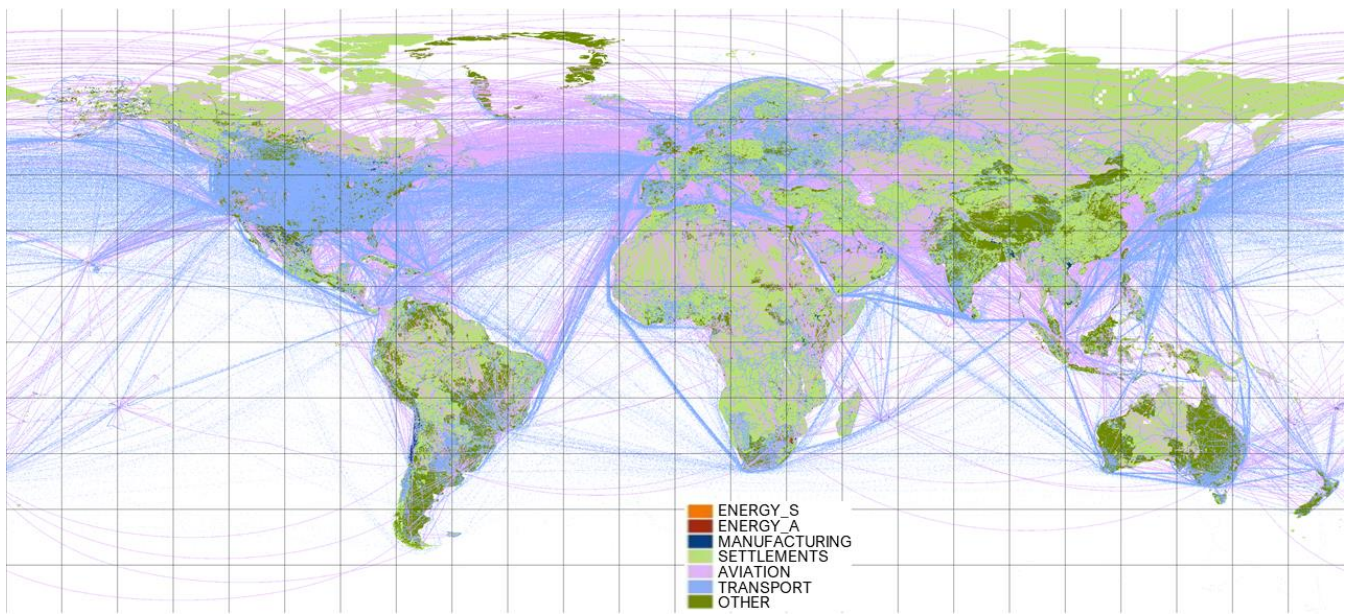 ENERGY_S
ENERGY_A
MANUFACTURING
SETTLEMENTS
AVIATION
TRANSPORT
OTHER